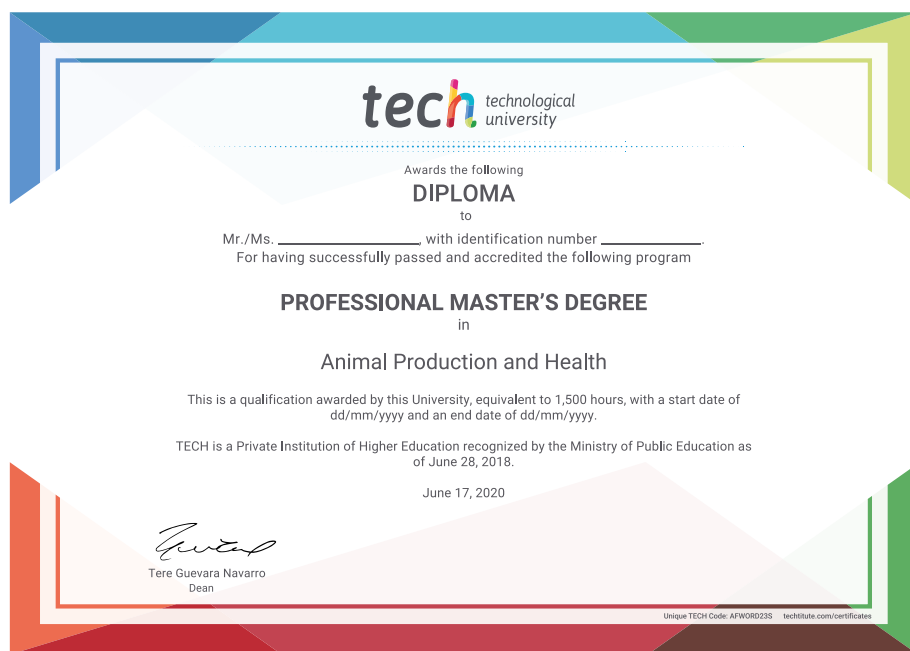 tech technological
university
Awards the following
DIPLOMA
to
Mr./Ms. ____________________, with identification number ______________.
For having successfully passed and accredited the following program
PROFESSIONAL MASTER'S DEGREE
in
Animal Production and Health
This is a qualification awarded by this University, equivalent to 1,500 hours, with a start date of
dd/mm/yyyy and an end date of dd/mm/yyyy.
TECH is a Private Institution of Higher Education recognized by the Ministry of Public Education as
of June 28, 2018.
June 17, 2020
Tere Guevara Navarro
Dean
Unique TECH Code: AFWORD23S techtitute.com/certificates